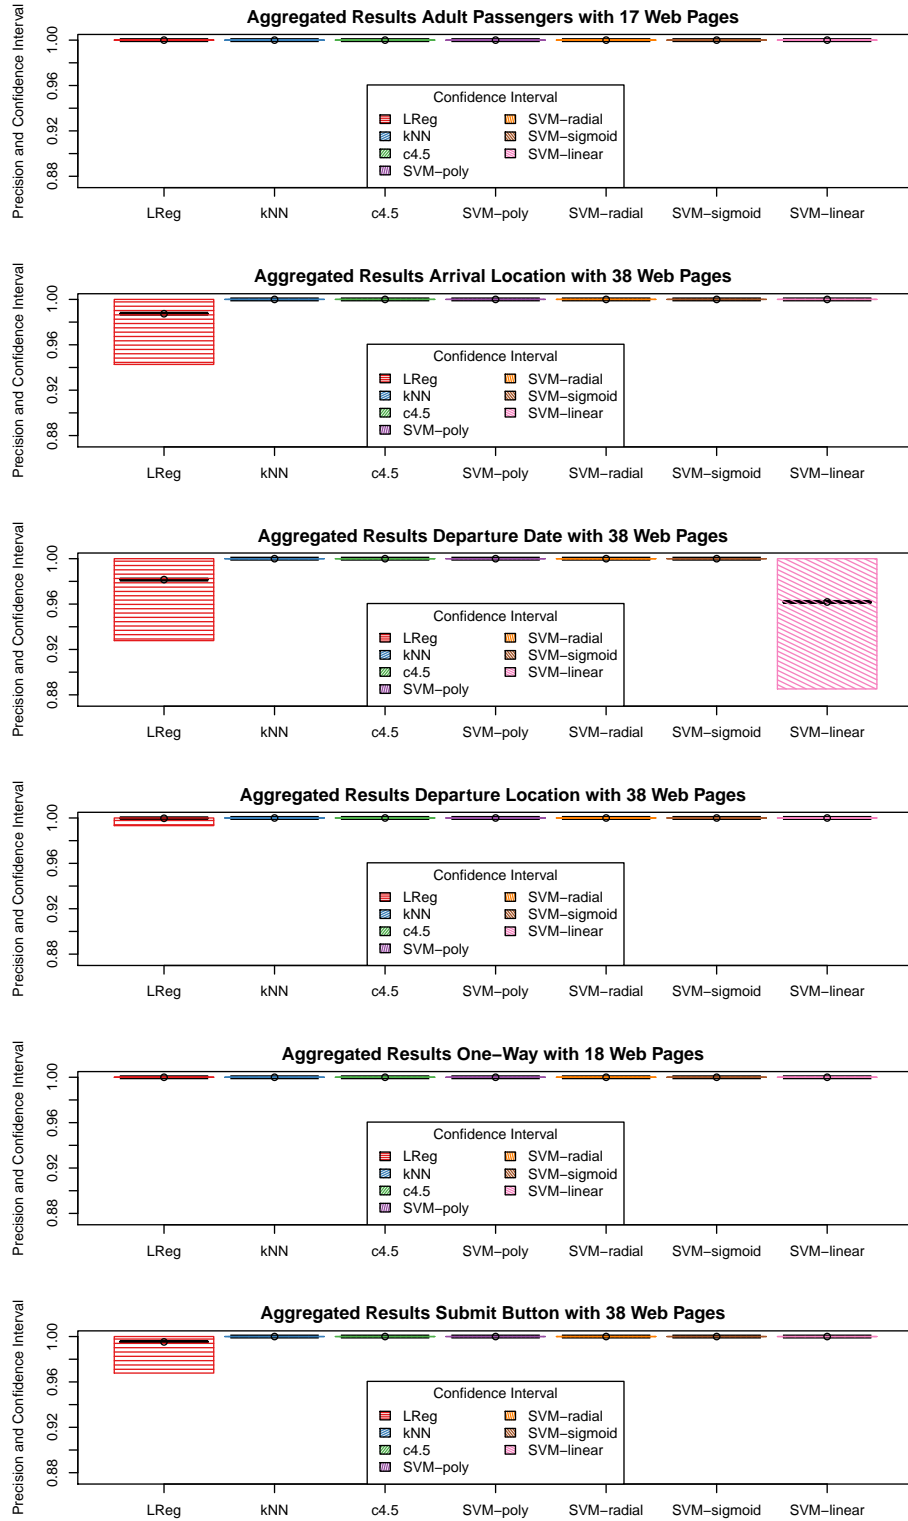 Aggregated Results Adult Passengers with 17 Web Pages
Precision and Confidence Interval
1.00
0.96
0.92
0.88
Confidence Interval
LReg SVM−radial
kNN SVM−sigmoid
c4.5 SVM−linear
SVM−poly
LReg kNN c4.5 SVM−poly SVM−radial SVM−sigmoid SVM−linear
Aggregated Results Arrival Location with 38 Web Pages
Precision and Confidence Interval
1.00
0.96
0.92
0.88
Confidence Interval
LReg SVM−radial
kNN SVM−sigmoid
c4.5 SVM−linear
SVM−poly
LReg kNN c4.5 SVM−poly SVM−radial SVM−sigmoid SVM−linear
Aggregated Results Departure Date with 38 Web Pages
Precision and Confidence Interval
1.00
0.96
0.92
0.88
Confidence Interval
LReg SVM−radial
kNN SVM−sigmoid
c4.5 SVM−linear
SVM−poly
LReg kNN c4.5 SVM−poly SVM−radial SVM−sigmoid SVM−linear
Aggregated Results Departure Location with 38 Web Pages
Precision and Confidence Interval
1.00
0.96
0.92
0.88
Confidence Interval
LReg SVM−radial
kNN SVM−sigmoid
c4.5 SVM−linear
SVM−poly
LReg kNN c4.5 SVM−poly SVM−radial SVM−sigmoid SVM−linear
Aggregated Results One−Way with 18 Web Pages
Precision and Confidence Interval
1.00
0.96
0.92
0.88
Confidence Interval
LReg SVM−radial
kNN SVM−sigmoid
c4.5 SVM−linear
SVM−poly
LReg kNN c4.5 SVM−poly SVM−radial SVM−sigmoid SVM−linear
Aggregated Results Submit Button with 38 Web Pages
Precision and Confidence Interval
1.00
0.96
0.92
0.88
Confidence Interval
LReg SVM−radial
kNN SVM−sigmoid
c4.5 SVM−linear
SVM−poly
LReg kNN c4.5 SVM−poly SVM−radial SVM−sigmoid SVM−linear